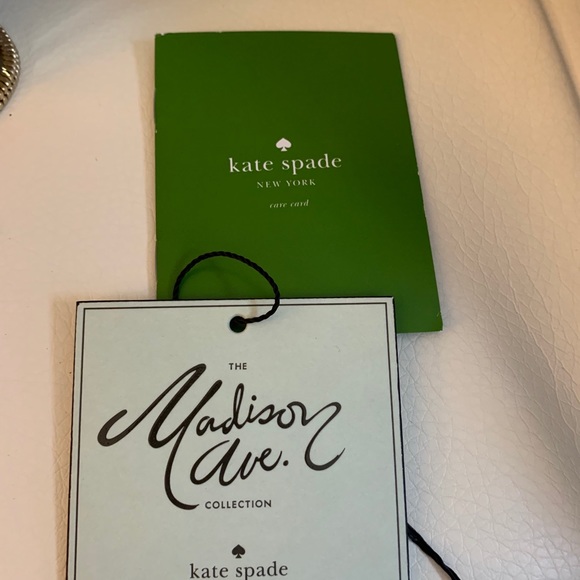 kate spade
NEW YORK
care card
THE
Madison
Ave.
COLLECTION
kate spade